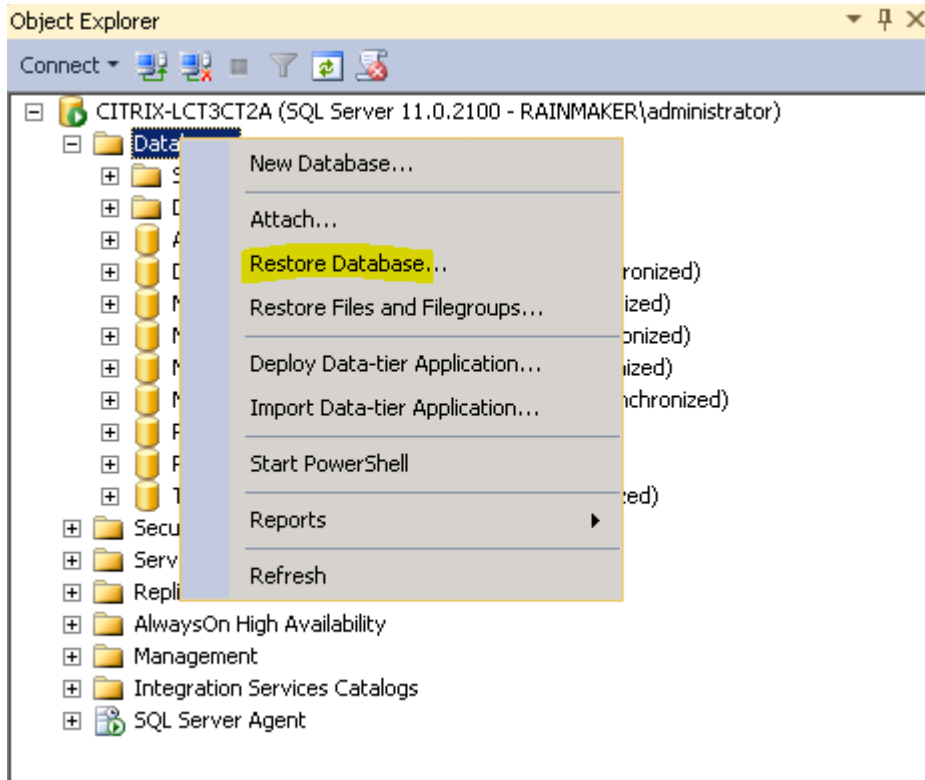 Object Explorer
Connect
CITRIX-LCT3CT2A (SQL Server 11.0.2100 - RAINMAKER\administrator)
Data
New Database...
Attach...
Restore Database...
ronized)
Restore Files and Filegroups...
ized)
onized)
Deploy Data-tier Application...
ized)
Import Data-tier Application...
chronized)
Start PowerShell
ed)
Reports
Secu
Serv
Refresh
Repli
AlwaysOn High Availability
Management
Integration Services Catalogs
SQL Server Agent